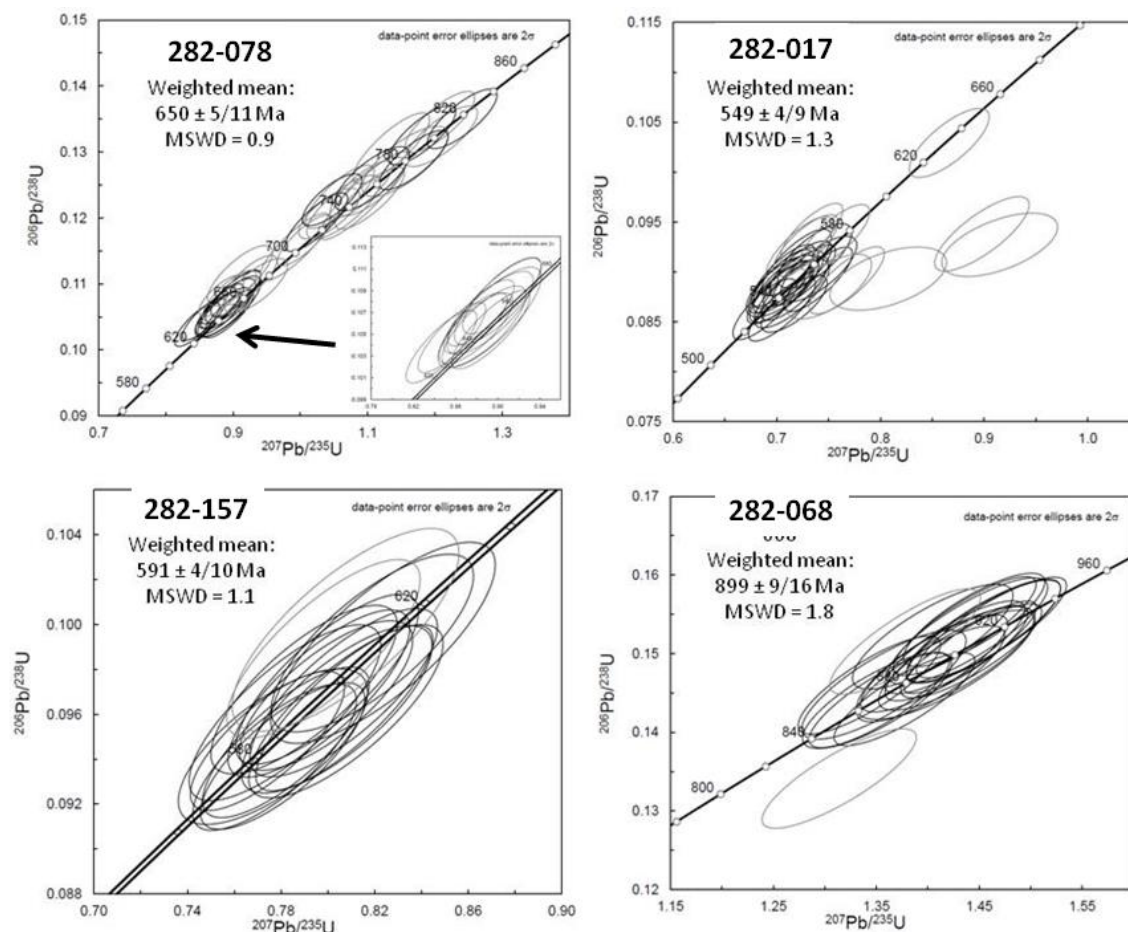 282-078
Weighted mean:
650 ± 5/11 Ma
MSWD = 0.9
data-point error ellipses are 2σ
0.15
0.14
0.13
0.12
0.11
0.10
0.09
206Pb/238U
860
820
780
740
700
620
580
data-point error ellipses are 2σ
0.7
0.9
1.1
1.3
207Pb/235U
282-017
Weighted mean:
549 ± 4/9 Ma
MSWD = 1.3
data-point error ellipses are 2σ
0.115
0.105
0.095
0.085
0.075
206Pb/238U
660
620
580
500
0.6
0.7
0.8
0.9
1.0
207Pb/235U
282-157
Weighted mean:
591 ± 4/10 Ma
MSWD = 1.1
data-point error ellipses are 2σ
0.104
0.100
0.096
0.092
0.088
206Pb/238U
620
580
0.70
0.74
0.78
0.82
0.86
0.90
207Pb/235U
282-068
Weighted mean:
899 ± 9/16 Ma
MSWD = 1.8
data-point error ellipses are 2σ
0.17
0.16
0.15
0.14
0.13
0.12
206Pb/238U
960
920
840
800
1.15
1.25
1.35
1.45
1.55
207Pb/235U